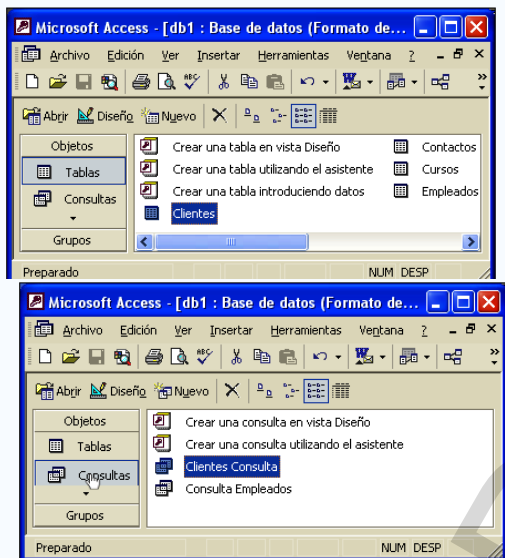 Microsoft Access - [db1 : Base de datos (Formato de...
Archivo Edición Ver Insertar Herramientas Ventana ?
Abrir Diseño Nuevo
Objetos
Tablas
Consultas
Grupos
Crear una tabla en vista Diseño
Crear una tabla utilizando el asistente
Crear una tabla introduciendo datos
Clientes
Contactos
Cursos
Empleados
Preparado NUM DESP
Microsoft Access - [db1 : Base de datos (Formato de...
Archivo Edición Ver Insertar Herramientas Ventana ?
Abrir Diseño Nuevo
Objetos
Tablas
Consultas
Grupos
Crear una consulta en vista Diseño
Crear una consulta utilizando el asistente
Clientes Consulta
Consulta Empleados
Preparado NUM DESP